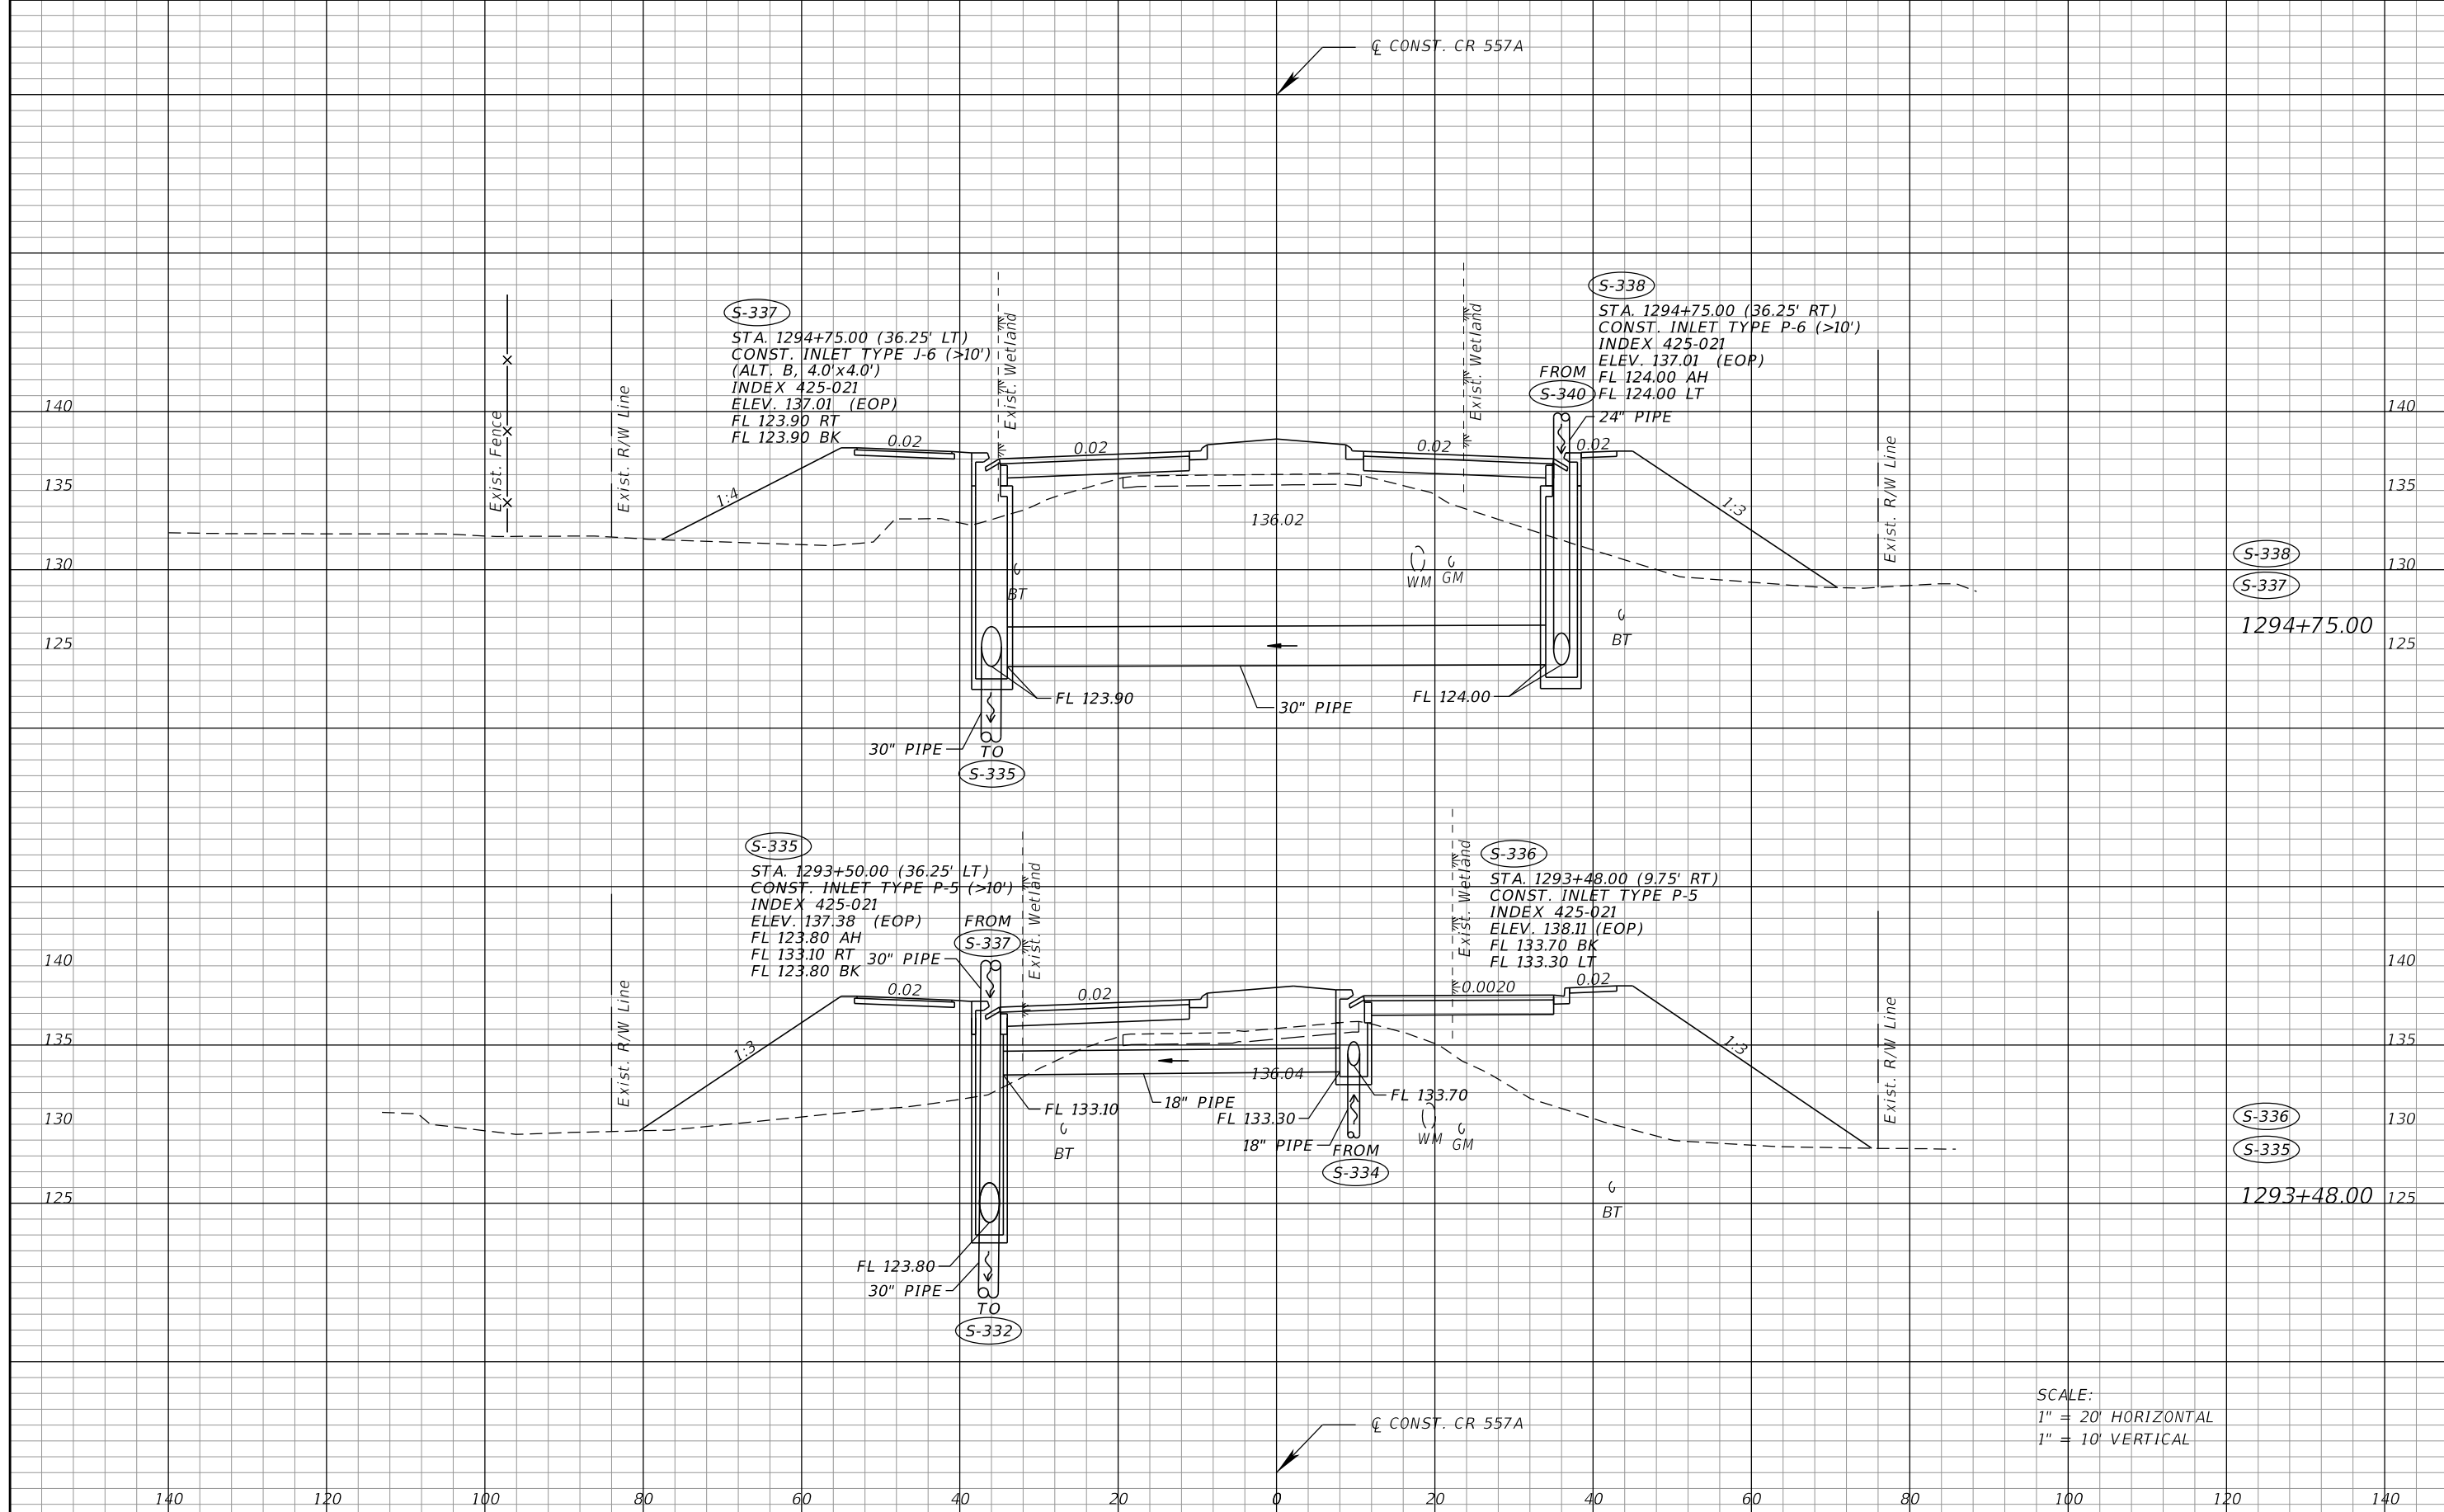 ℄ CONST. CR 557A
S-337
STA. 1294+75.00 (36.25' LT)
CONST. INLET TYPE J-6 (>10')
(ALT. B, 4.0'x4.0')
INDEX 425-021
ELEV. 137.01 (EOP)
FL 123.90 RT
FL 123.90 BK
S-338
STA. 1294+75.00 (36.25' RT)
CONST. INLET TYPE P-6 (>10')
INDEX 425-021
ELEV. 137.01 (EOP)
FL 124.00 AH
FL 124.00 LT
FROM
S-340
24" PIPE
Exist. Fence
Exist. R/W Line
Exist. Wetland
Exist. Wetland
Exist. R/W Line
140
140
0.02
0.02
0.02
0.02
135
135
1:4
1:3
136.02
130
130
BT
WM
GM
BT
S-338
S-337
1294+75.00
125
125
FL 123.90
FL 124.00
30" PIPE
30" PIPE
TO
S-335
S-335
STA. 1293+50.00 (36.25' LT)
CONST. INLET TYPE P-5 (>10')
INDEX 425-021
ELEV. 137.38 (EOP)
FL 123.80 AH
FL 133.10 RT
FL 123.80 BK
FROM
S-337
30" PIPE
S-336
STA. 1293+48.00 (9.75' RT)
CONST. INLET TYPE P-5
INDEX 425-021
ELEV. 138.11 (EOP)
FL 133.70 BK
FL 133.30 LT
Exist. R/W Line
Exist. Wetland
Exist. Wetland
Exist. R/W Line
140
140
0.02
0.02
0.0020
0.02
135
135
1:3
1:3
136.04
FL 133.10
18" PIPE
FL 133.30
FL 133.70
18" PIPE
FROM
S-334
130
130
BT
WM
GM
BT
S-336
S-335
1293+48.00
125
125
FL 123.80
30" PIPE
TO
S-332
℄ CONST. CR 557A
SCALE:
1" = 20' HORIZONTAL
1" = 10' VERTICAL
140 120 100 80 60 40 20 0 20 40 60 80 100 120 140